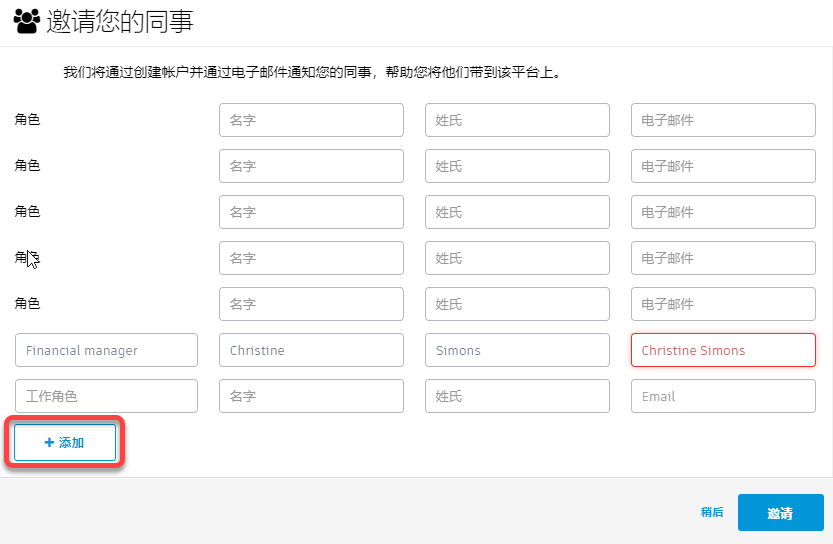 邀请您的同事
我们将通过创建帐户并通过电子邮件通知您的同事，帮助您将他们带到该平台上。
角色 名字 姓氏 电子邮件
角色 名字 姓氏 电子邮件
角色 名字 姓氏 电子邮件
角色 名字 姓氏 电子邮件
角色 名字 姓氏 电子邮件
Financial manager Christine Simons Christine Simons
工作角色 名字 姓氏 Email
+ 添加
稍后 邀请